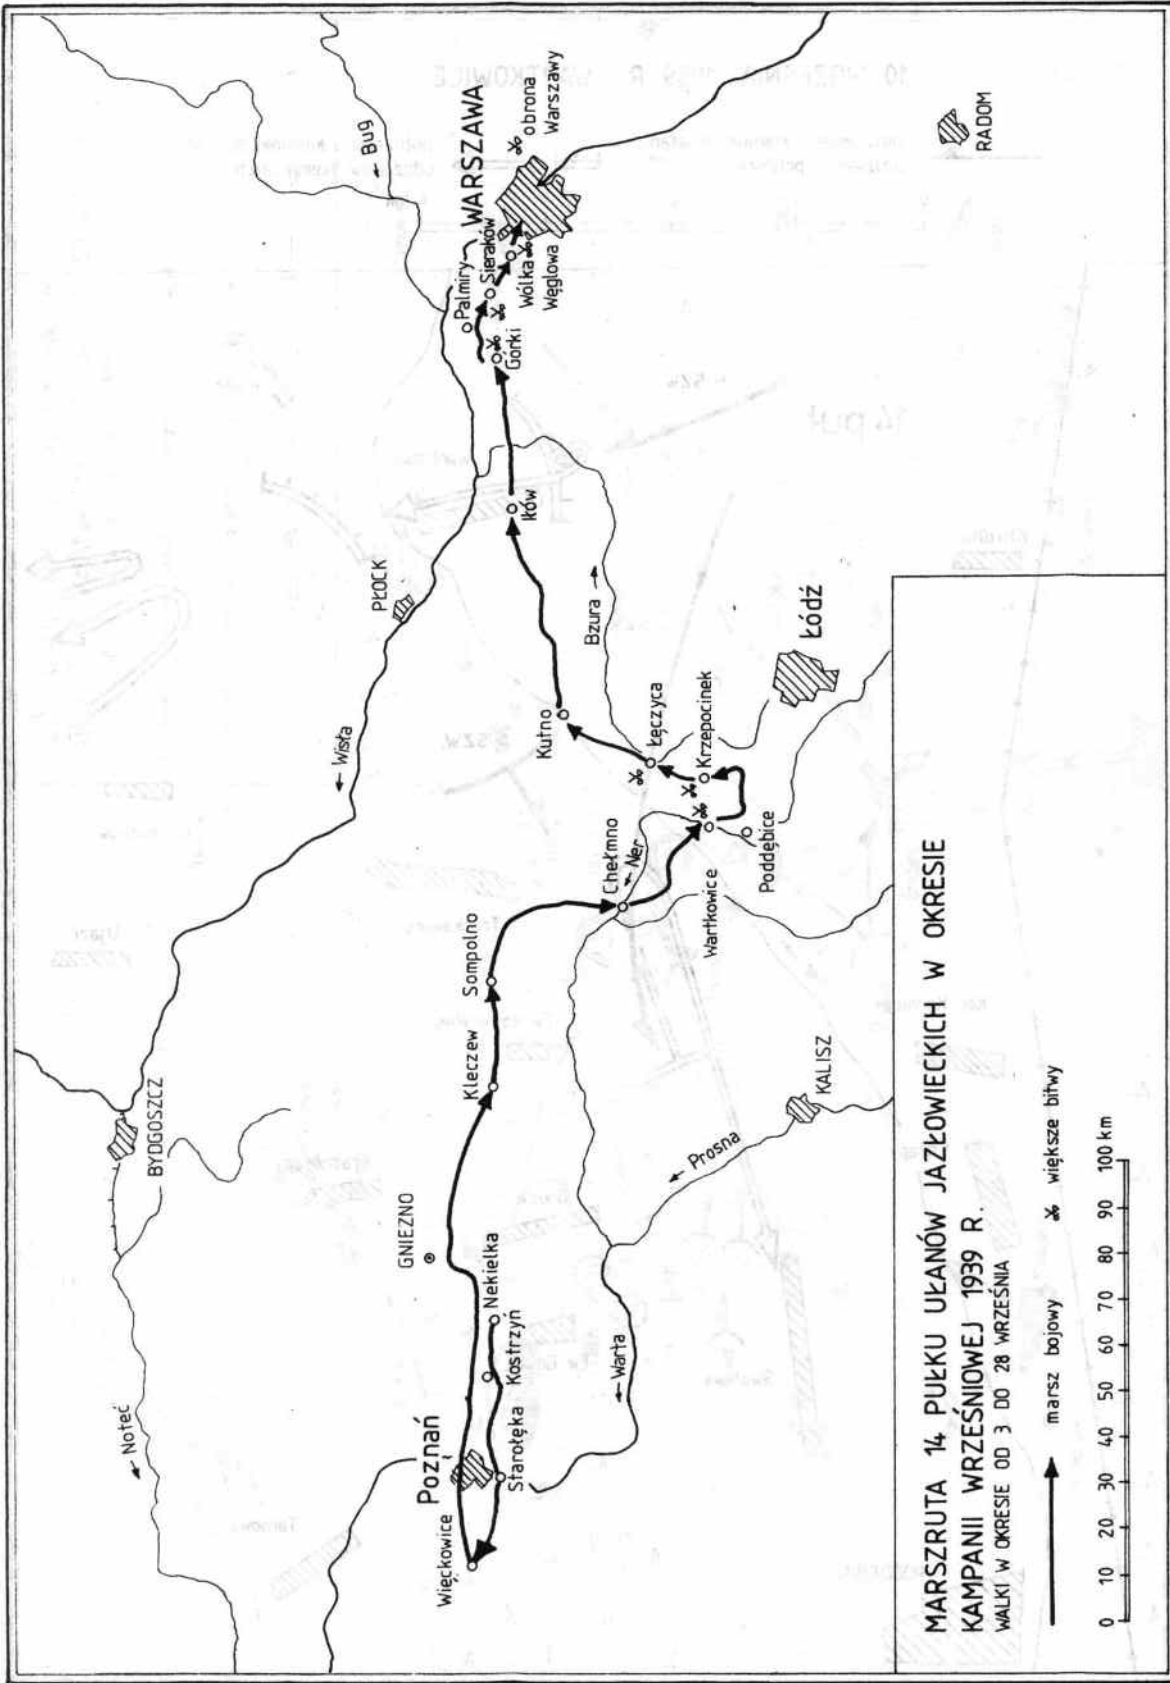 ← Noteć
BYDGOSZCZ
← Wisła
PŁOCK
← Bug
Palmiry
WARSZAWA
Sieraków
obrona
Warszawy
Górki
Wólka
Węglowa
RADOM
Ików
Bzura →
Kutno
Łęczyca
Krzepocinek
Łódź
Poddębice
Wartkowice
Chełmno
← Ner
Sompolno
Kleczew
GNIEZNO
Nekielka
Kostrzyń
Poznań
Starołęka
Więckowice
← Warta
← Prosna
KALISZ
MARSZRUTA 14 PUŁKU UŁANÓW JAZŁOWIECKICH W OKRESIE
KAMPANII WRZEŚNIOWEJ 1939 R.
WALKI W OKRESIE OD 3 DO 28 WRZEŚNIA
marsz bojowy większe bitwy
0 10 20 30 40 50 60 70 80 90 100 km